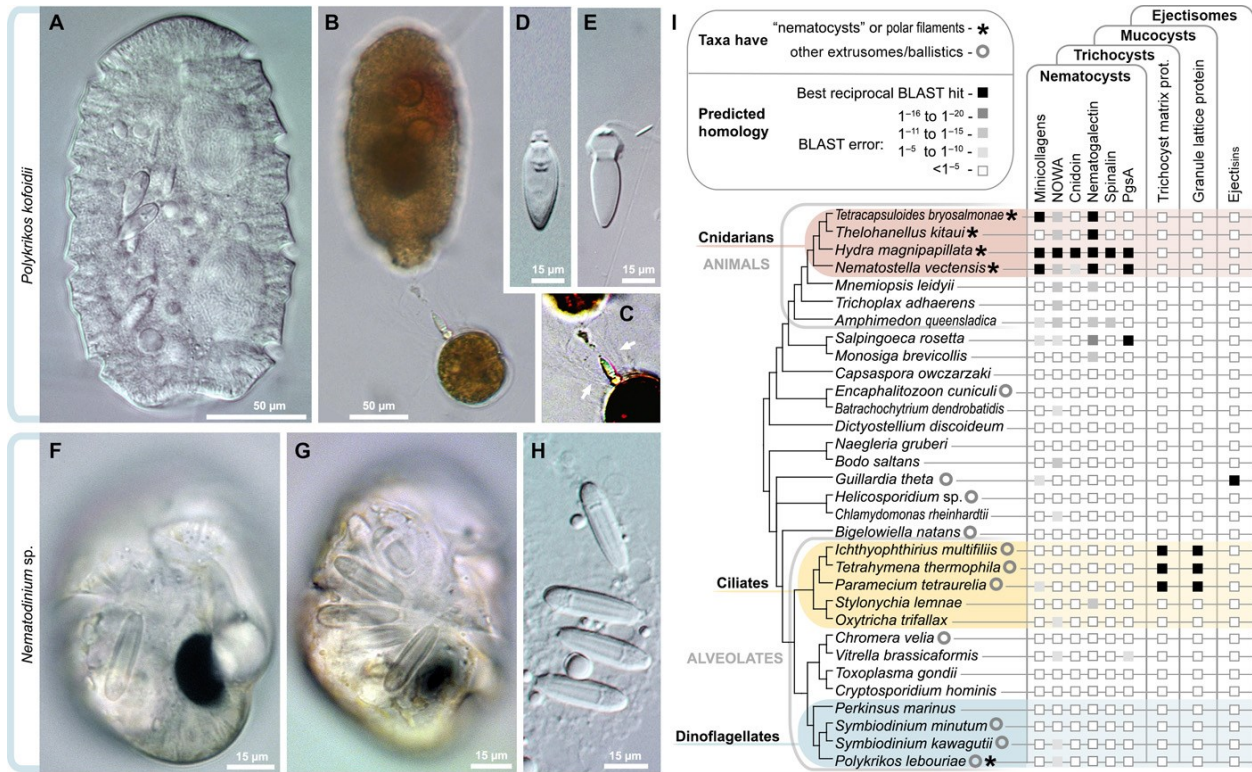 Polykrikos kofoidii
A
50 µm
B
50 µm
C
D
15 µm
E
15 µm
Nematodinium sp.
F
15 µm
G
15 µm
H
15 µm
I
Taxa have
“nematocysts” or polar filaments - *
other extrusomes/ballistics -
Predicted homology
Best reciprocal BLAST hit -
BLAST error:
1–16 to 1–20 -
1–11 to 1–15 -
1–5 to 1–10 -
<1–5 -
Ejectisomes
Mucocysts
Trichocysts
Nematocysts
Minicollagens
NOWA
Cnidoin
Nematogalectin
Spinalin
PgsA
Trichocyst matrix prot.
Granule lattice protein
Ejectisins
Cnidarians
ANIMALS
Tetracapsuloides bryosalmonae *
Thelohanellus kitaui *
Hydra magnipapillata *
Nematostella vectensis *
Mnemiopsis leidyii
Trichoplax adhaerens
Amphimedon queensladica
Salpingoeca rosetta
Monosiga brevicollis
Capsaspora owczarzaki
Encaphalitozoon cuniculi
Batrachochytrium dendrobatidis
Dictyostellium discoideum
Naegleria gruberi
Bodo saltans
Guillardia theta
Helicosporidium sp.
Chlamydomonas rheinhardtii
Bigelowiella natans
Ciliates
Ichthyophthirius multifiliis
Tetrahymena thermophila
Paramecium tetraurelia
Stylonychia lemnae
Oxytricha trifallax
ALVEOLATES
Chromera velia
Vitrella brassicaformis
Toxoplasma gondii
Cryptosporidium hominis
Dinoflagellates
Perkinsus marinus
Symbiodinium minutum
Symbiodinium kawagutii
Polykrikos lebouriae *